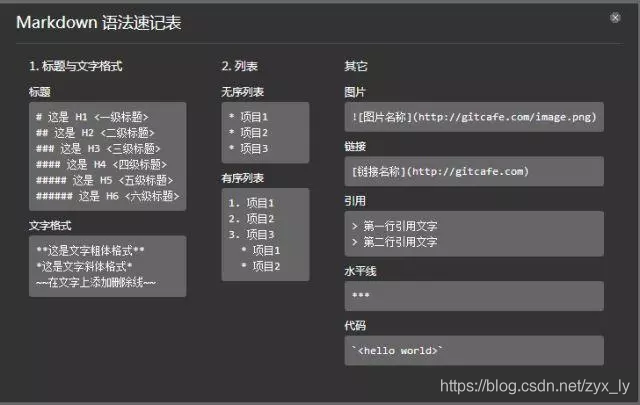 Markdown 语法速记表
1. 标题与文字格式
标题
# 这是 H1 <一级标题>
## 这是 H2 <二级标题>
### 这是 H3 <三级标题>
#### 这是 H4 <四级标题>
##### 这是 H5 <五级标题>
###### 这是 H6 <六级标题>
文字格式
**这是文字粗体格式**
*这是文字斜体格式*
~~在文字上添加删除线~~
2. 列表
无序列表
* 项目1
* 项目2
* 项目3
有序列表
1. 项目1
2. 项目2
3. 项目3
  * 项目1
  * 项目2
其它
图片
![图片名称](http://gitcafe.com/image.png)
链接
[链接名称](http://gitcafe.com)
引用
> 第一行引用文字
> 第二行引用文字
水平线
***
代码
`<hello world>`
https://blog.csdn.net/zyx_ly